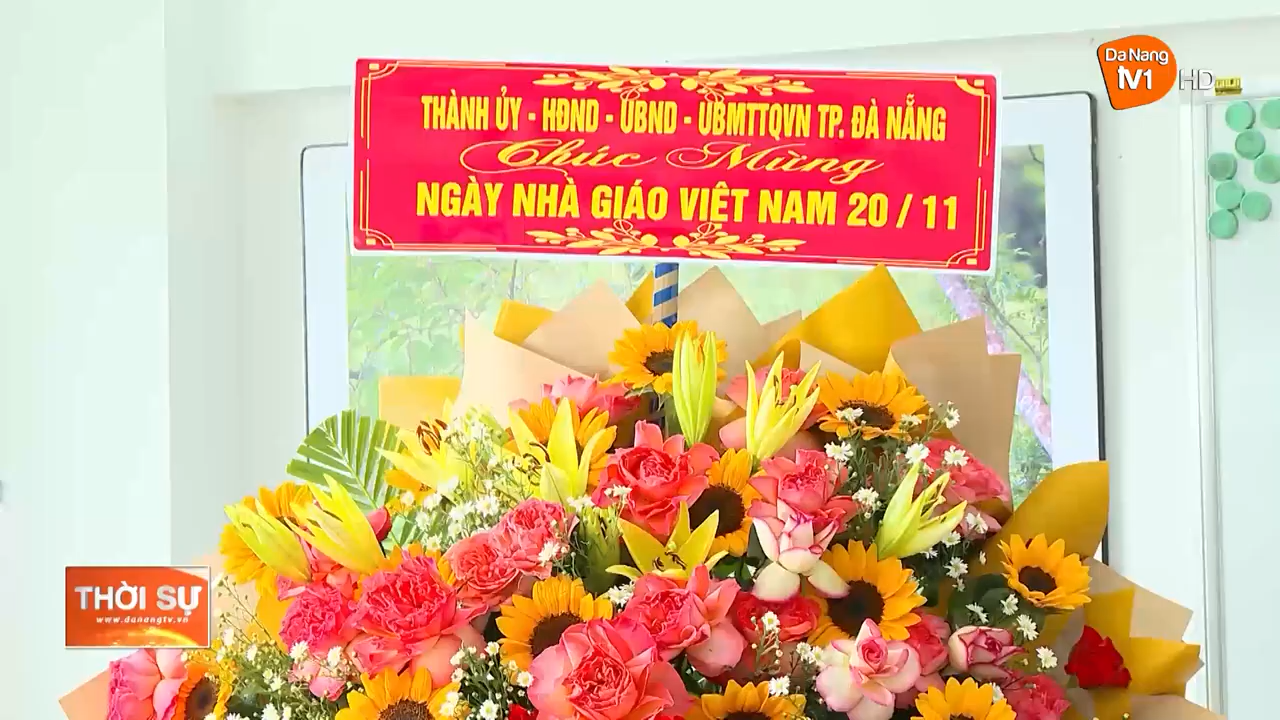 Da Nang
TV1
HD
THÀNH ỦY - HĐND - UBND - UBMTTQVN TP. ĐÀ NẴNG
Chúc Mừng
NGÀY NHÀ GIÁO VIỆT NAM 20 / 11
THỜI SỰ
www.danangtv.vn